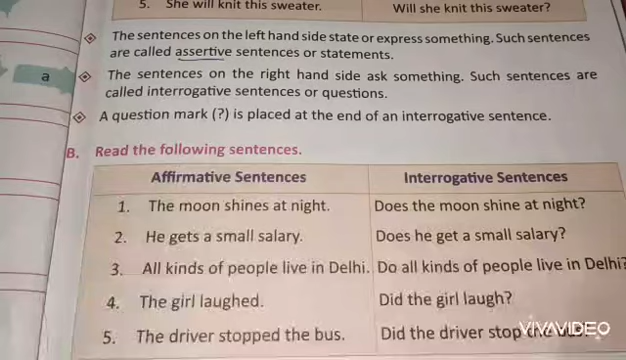 5. She will knit this sweater. Will she knit this sweater?
The sentences on the left hand side state or express something. Such sentences
are called assertive sentences or statements.
a
The sentences on the right hand side ask something. Such sentences are
called interrogative sentences or questions.
A question mark (?) is placed at the end of an interrogative sentence.
B. Read the following sentences.
Affirmative Sentences Interrogative Sentences
1. The moon shines at night. Does the moon shine at night?
2. He gets a small salary. Does he get a small salary?
3. All kinds of people live in Delhi. Do all kinds of people live in Delhi?
4. The girl laughed. Did the girl laugh?
5. The driver stopped the bus. Did the driver stop the
VIVAVIDEO